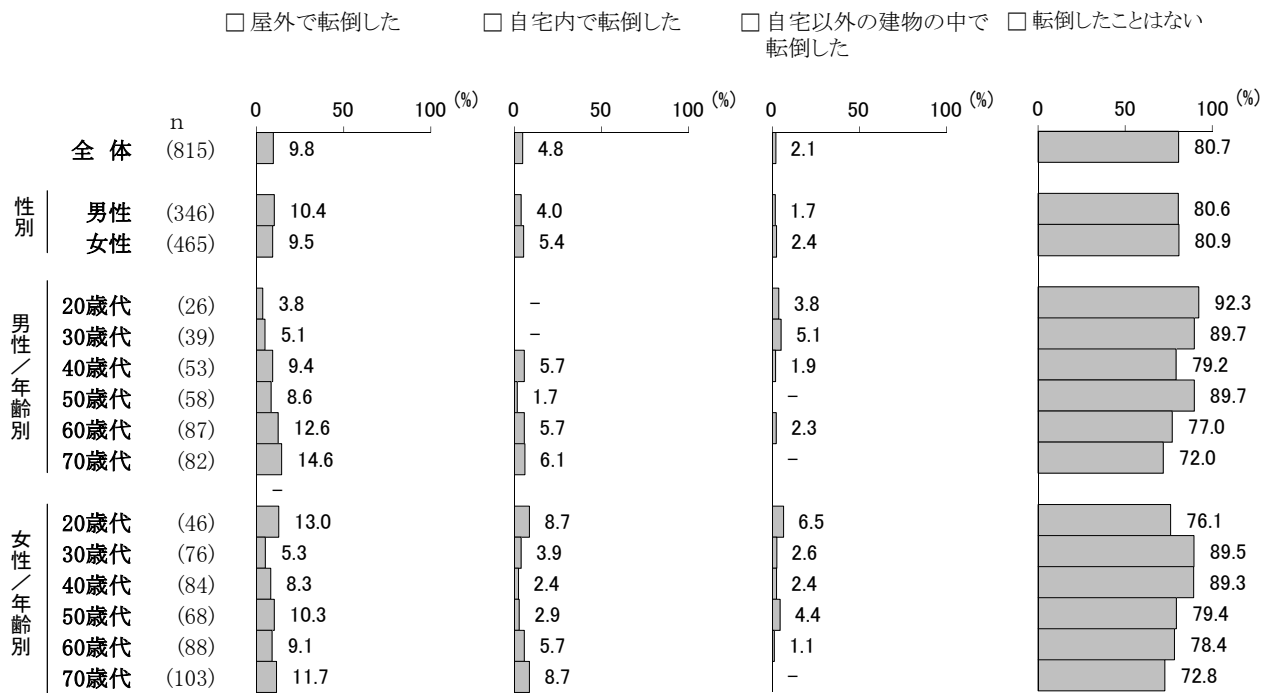 □ 屋外で転倒した　□ 自宅内で転倒した　□ 自宅以外の建物の中で転倒した　□ 転倒したことはない
0 50 100 (%) 0 50 100 (%) 0 50 100 (%) 0 50 100 (%)
n
全 体 (815) 9.8 4.8 2.1 80.7
性別
男性 (346) 10.4 4.0 1.7 80.6
女性 (465) 9.5 5.4 2.4 80.9
男性／年齢別
20歳代 (26) 3.8 － 3.8 92.3
30歳代 (39) 5.1 － 5.1 89.7
40歳代 (53) 9.4 5.7 1.9 79.2
50歳代 (58) 8.6 1.7 － 89.7
60歳代 (87) 12.6 5.7 2.3 77.0
70歳代 (82) 14.6 6.1 － 72.0
－
女性／年齢別
20歳代 (46) 13.0 8.7 6.5 76.1
30歳代 (76) 5.3 3.9 2.6 89.5
40歳代 (84) 8.3 2.4 2.4 89.3
50歳代 (68) 10.3 2.9 4.4 79.4
60歳代 (88) 9.1 5.7 1.1 78.4
70歳代 (103) 11.7 8.7 － 72.8